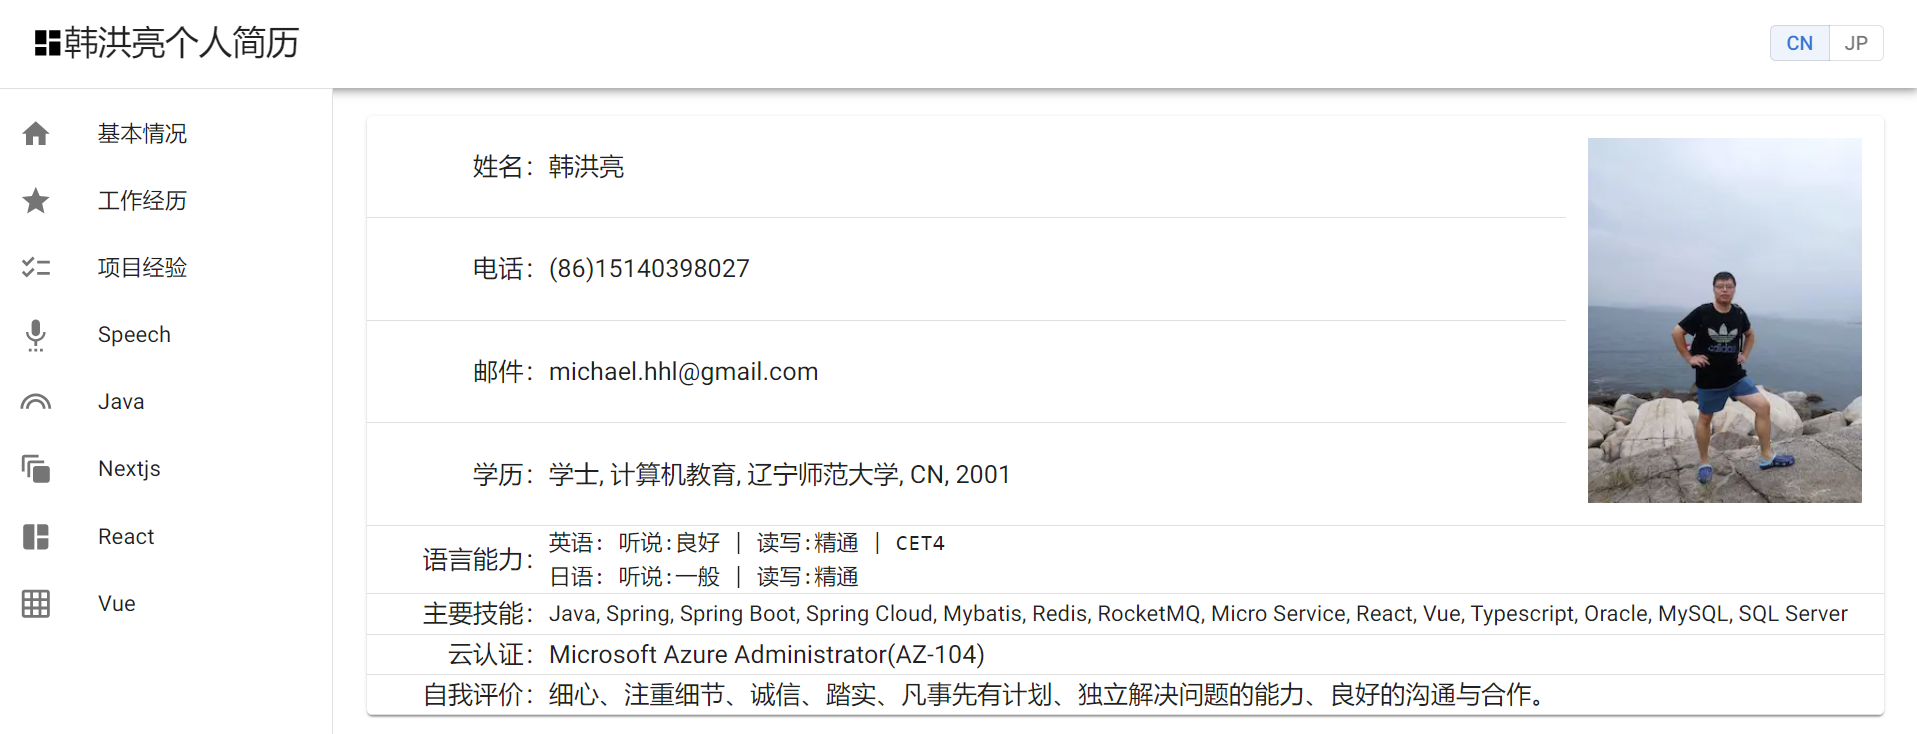 韩洪亮个人简历
CN JP
基本情况
工作经历
项目经验
Speech
Java
Nextjs
React
Vue
姓名: 韩洪亮
电话: (86)15140398027
邮件: michael.hhl@gmail.com
学历: 学士, 计算机教育, 辽宁师范大学, CN, 2001
语言能力: 英语: 听说:良好 | 读写:精通 | CET4
日语: 听说:一般 | 读写:精通
主要技能: Java, Spring, Spring Boot, Spring Cloud, Mybatis, Redis, RocketMQ, Micro Service, React, Vue, Typescript, Oracle, MySQL, SQL Server
云认证: Microsoft Azure Administrator(AZ-104)
自我评价: 细心、注重细节、诚信、踏实、凡事先有计划、独立解决问题的能力、良好的沟通与合作。
adidas